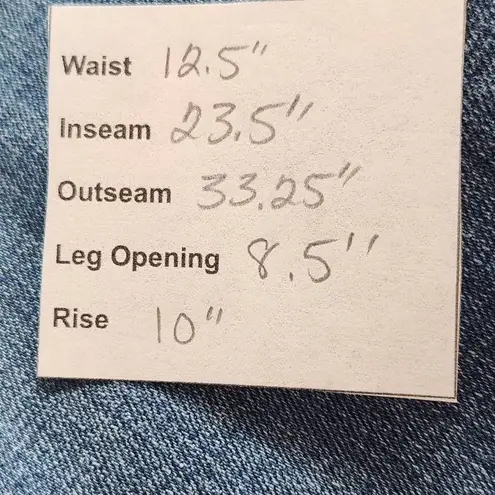 Waist 12.5"
Inseam 23.5"
Outseam 33.25"
Leg Opening 8.5"
Rise 10"